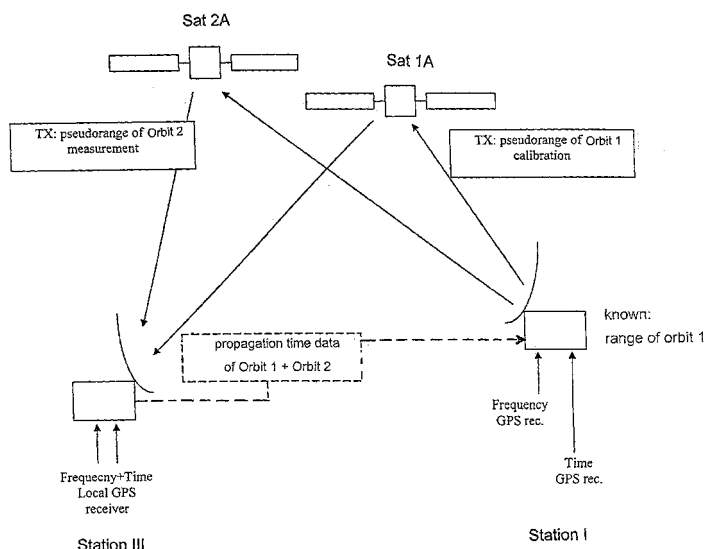 Sat 2A
Sat 1A
TX: pseudorange of Orbit 2
measurement
TX: pseudorange of Orbit 1
calibration
known:
range of orbit 1
propagation time data
of Orbit 1 + Orbit 2
Frequency
GPS rec.
Time
GPS rec.
Frequecny+Time
Local GPS
receiver
Station I
Station III